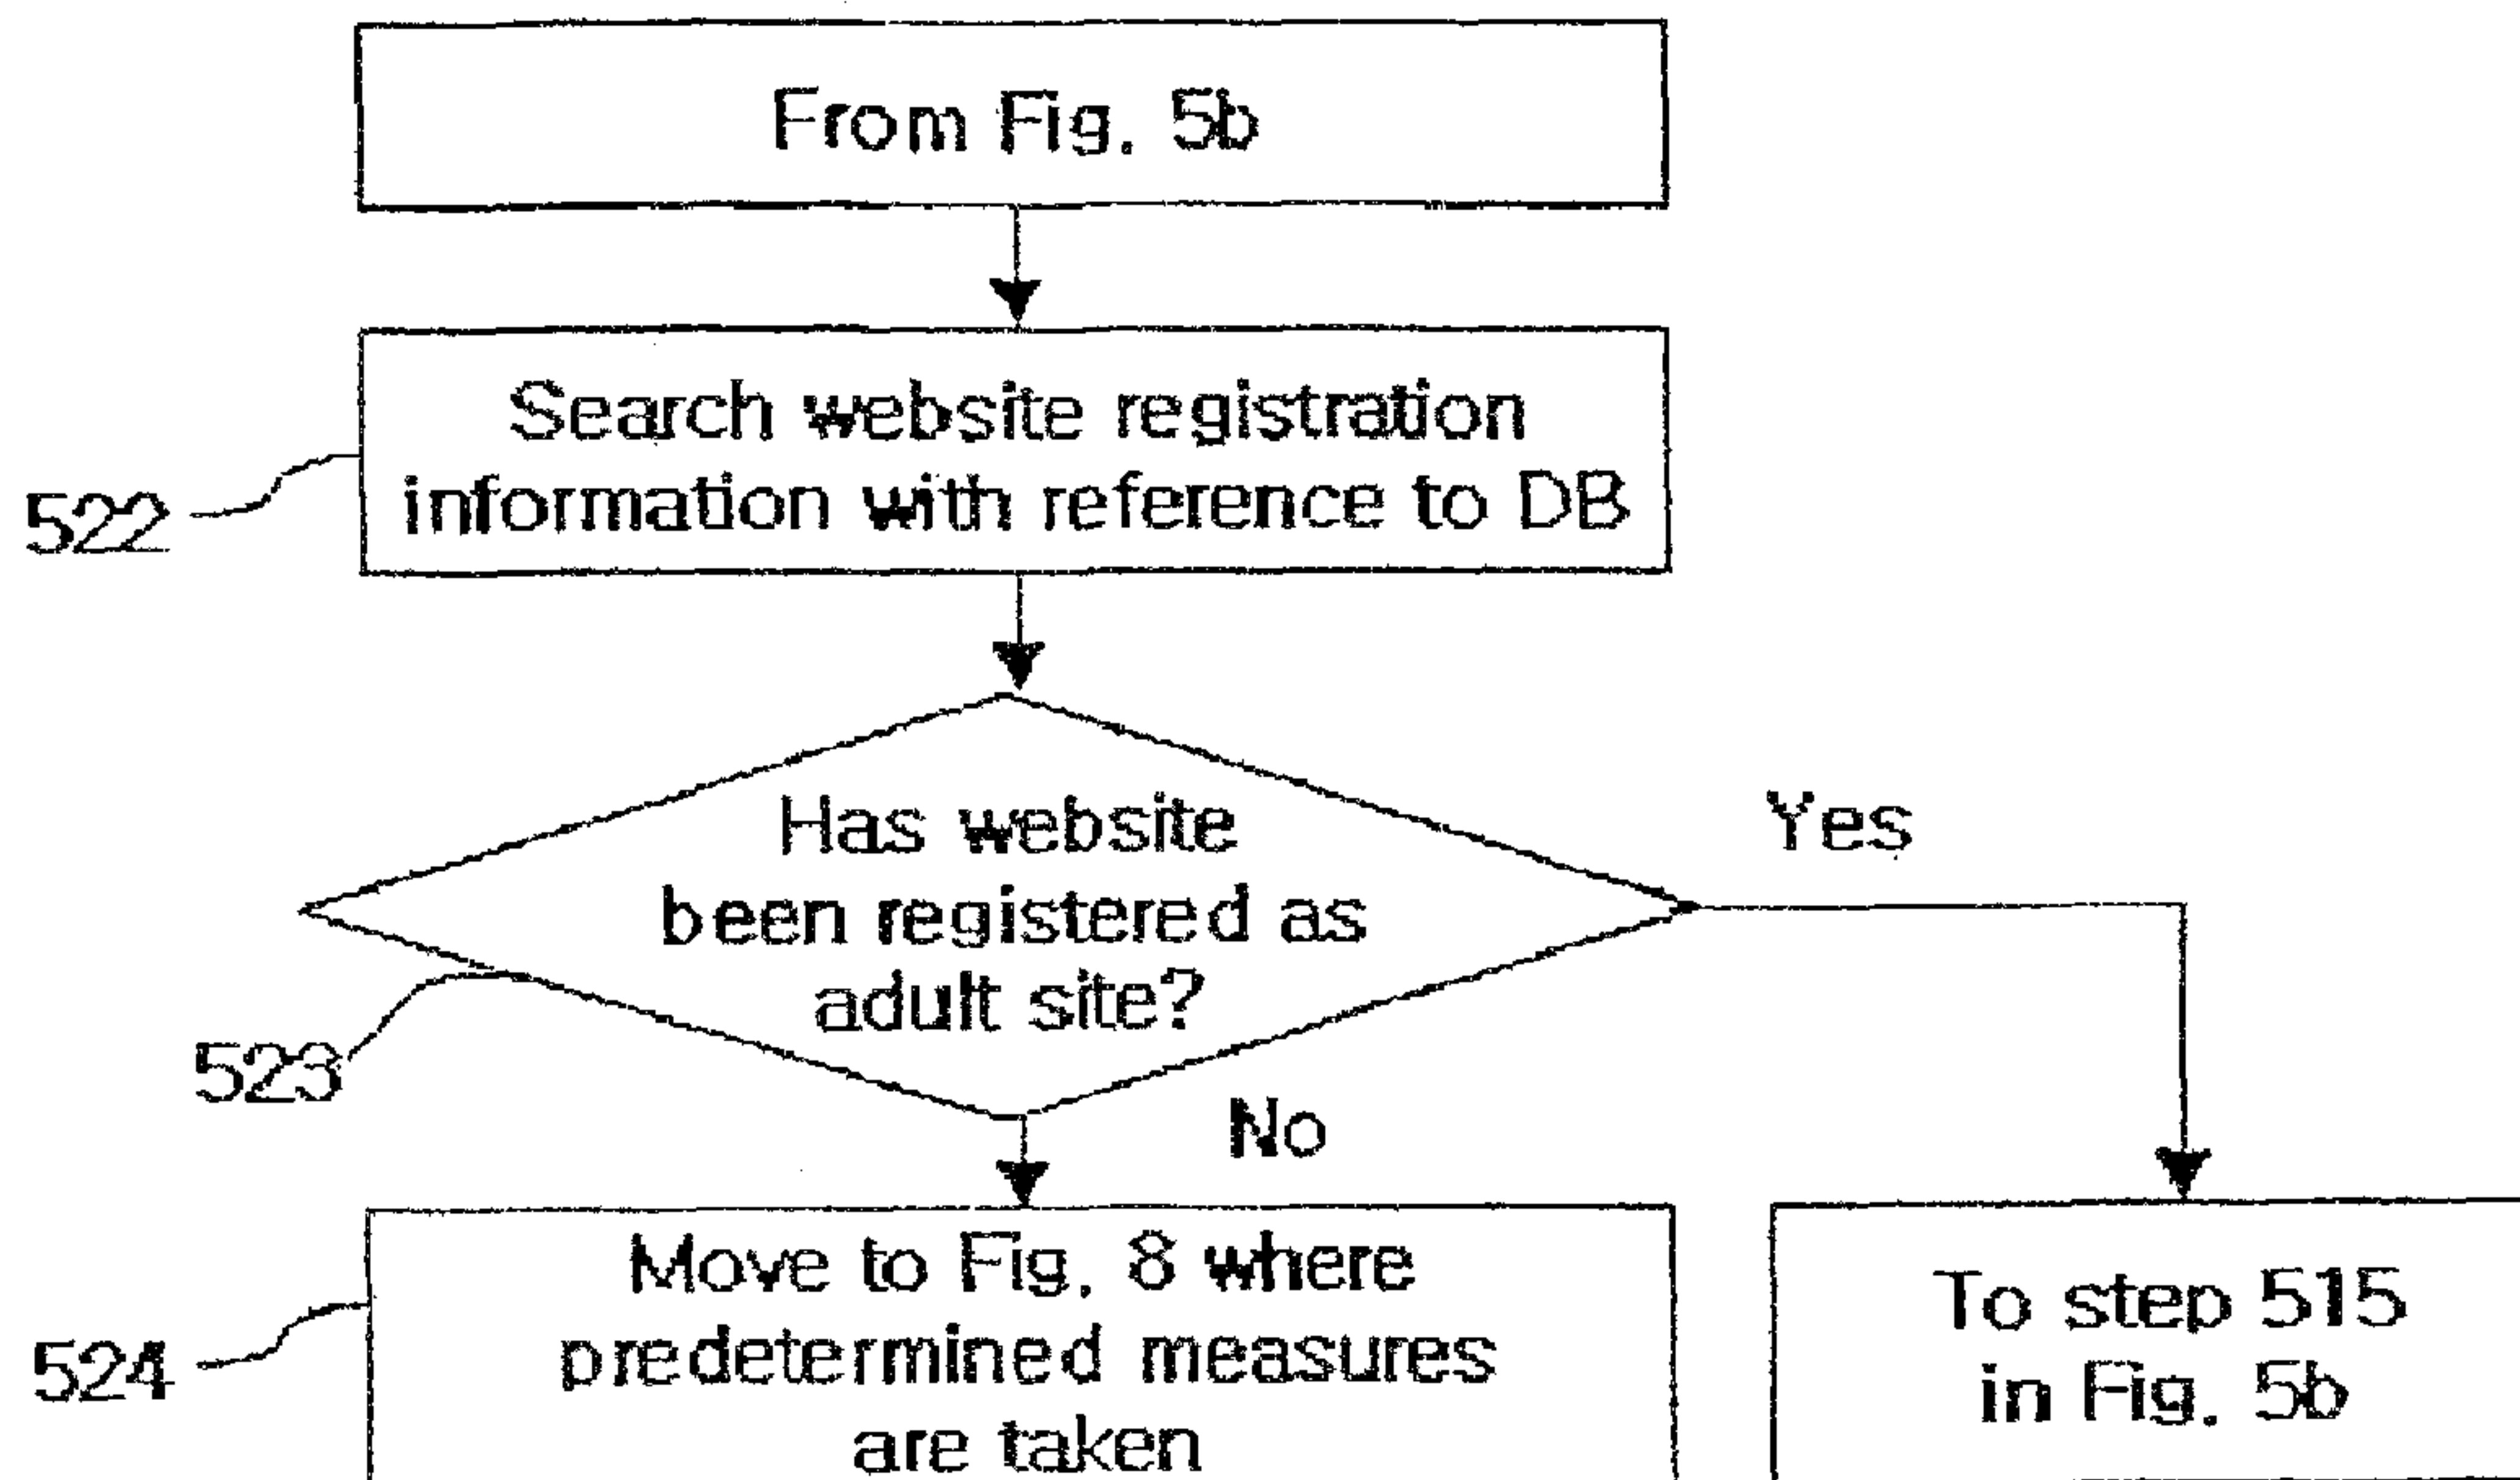 From Fig. 5b
Search website registration
information with reference to DB
522
Has website
been registered as
adult site?
Yes
523
No
Move to Fig. 8 where
predetermined measures
are taken
524
To step 515
in Fig. 5b